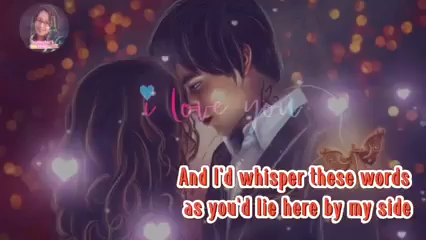 i love you
And I'd whisper these words
as you'd lie here by my side